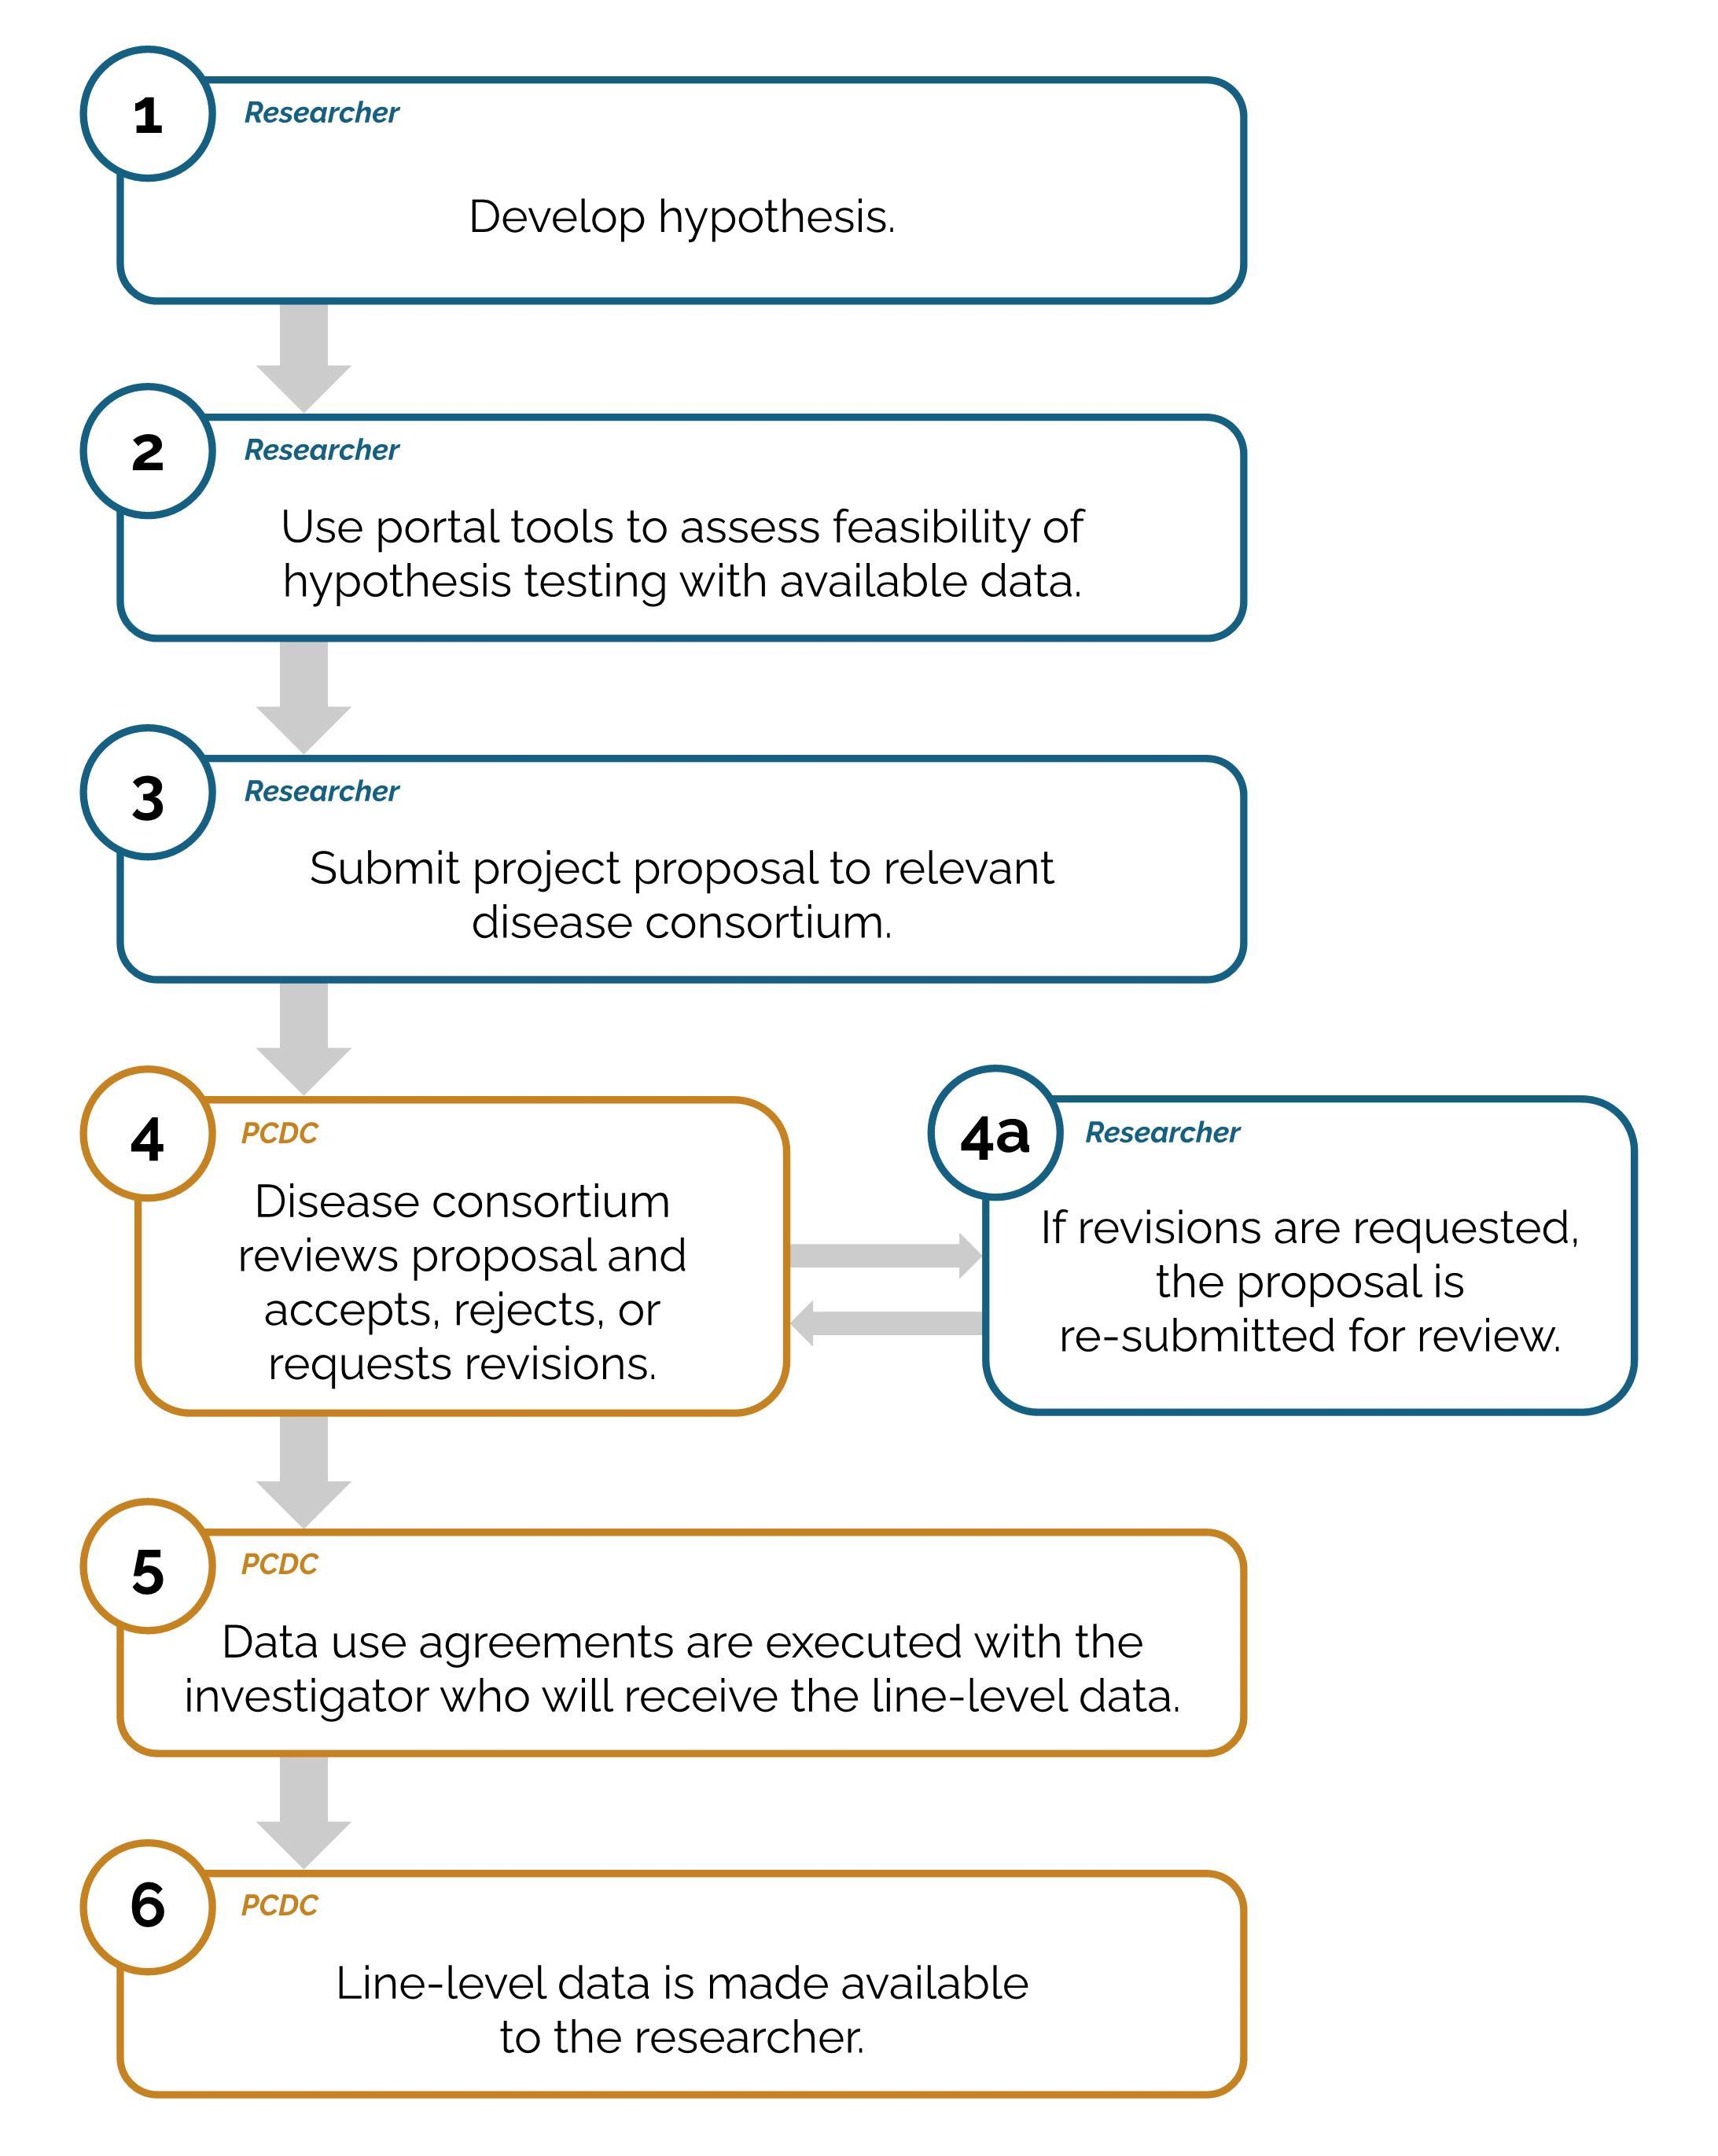 1
Researcher
Develop hypothesis.
2
Researcher
Use portal tools to assess feasibility of
hypothesis testing with available data.
3
Researcher
Submit project proposal to relevant
disease consortium.
4
PCDC
Disease consortium
reviews proposal and
accepts, rejects, or
requests revisions.
4a
Researcher
If revisions are requested,
the proposal is
re-submitted for review.
5
PCDC
Data use agreements are executed with the
investigator who will receive the line-level data.
6
PCDC
Line-level data is made available
to the researcher.